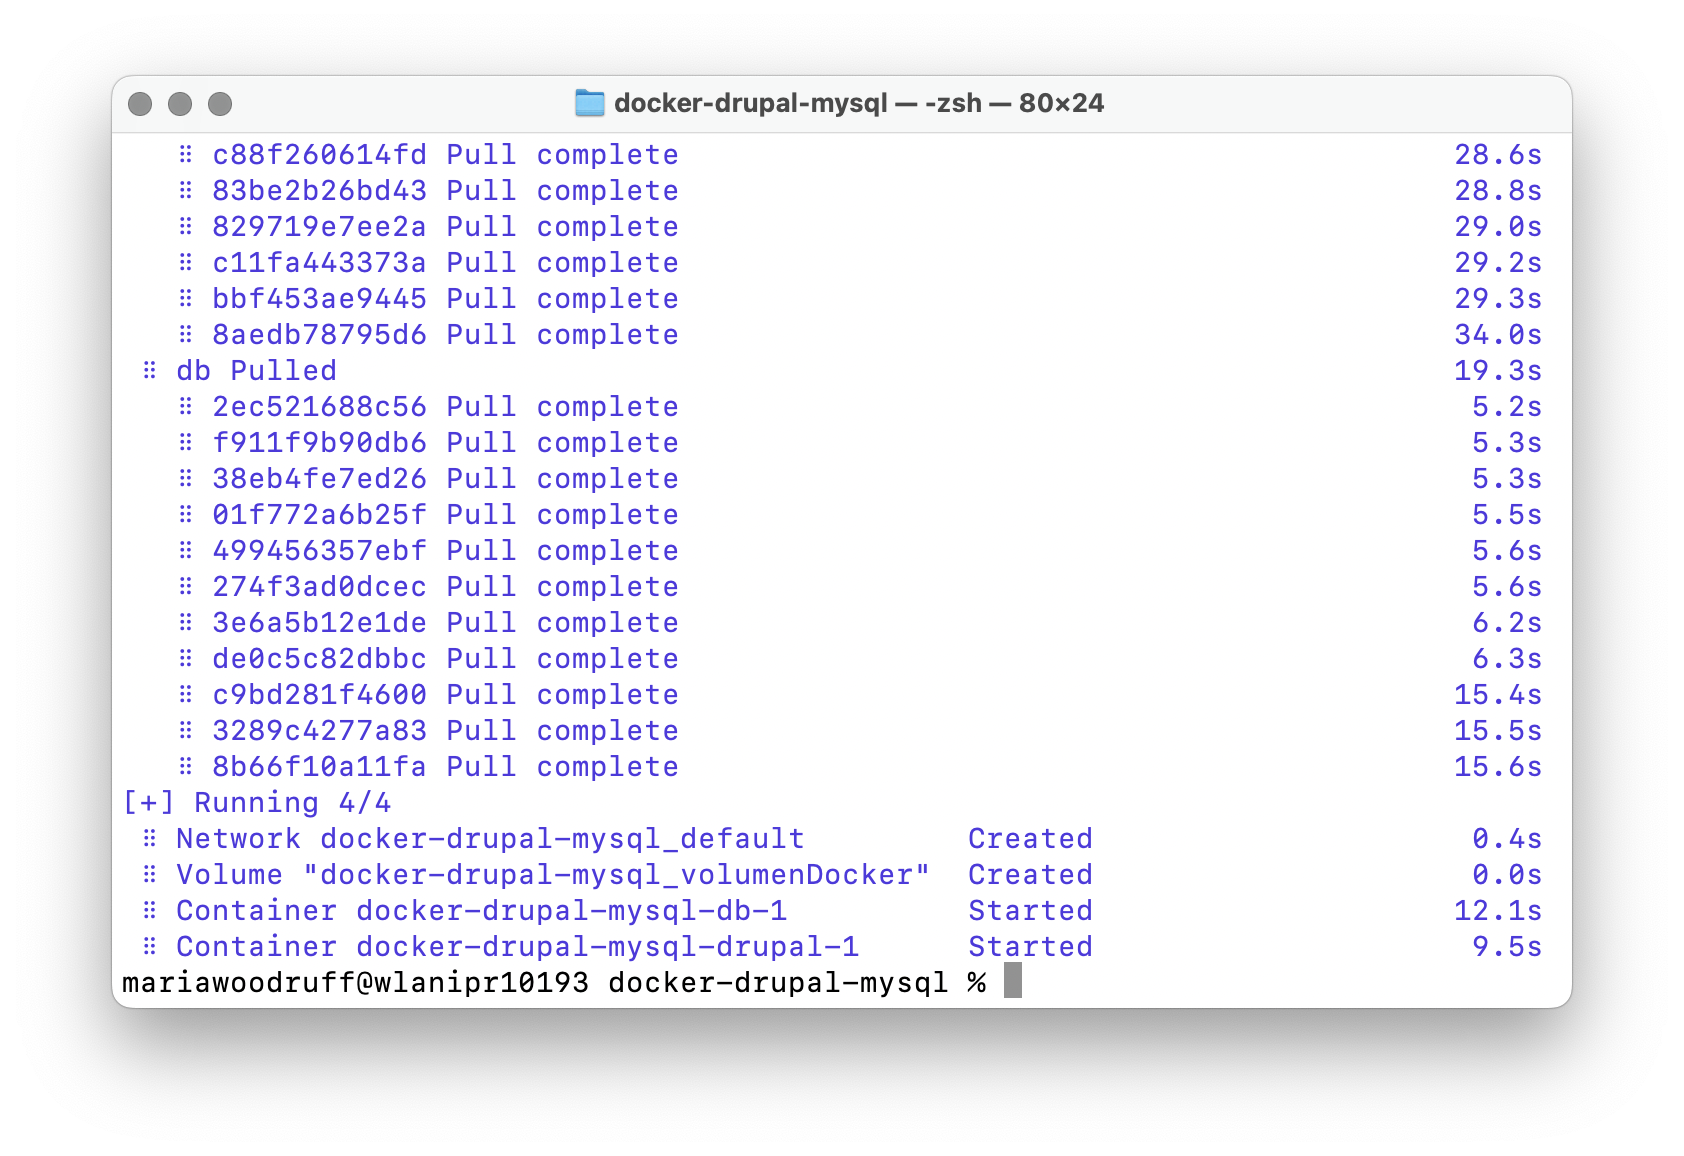 docker-drupal-mysql — -zsh — 80×24
⠿ c88f260614fd Pull complete 28.6s
⠿ 83be2b26bd43 Pull complete 28.8s
⠿ 829719e7ee2a Pull complete 29.0s
⠿ c11fa443373a Pull complete 29.2s
⠿ bbf453ae9445 Pull complete 29.3s
⠿ 8aedb78795d6 Pull complete 34.0s
⠿ db Pulled 19.3s
⠿ 2ec521688c56 Pull complete 5.2s
⠿ f911f9b90db6 Pull complete 5.3s
⠿ 38eb4fe7ed26 Pull complete 5.3s
⠿ 01f772a6b25f Pull complete 5.5s
⠿ 499456357ebf Pull complete 5.6s
⠿ 274f3ad0dcec Pull complete 5.6s
⠿ 3e6a5b12e1de Pull complete 6.2s
⠿ de0c5c82dbbc Pull complete 6.3s
⠿ c9bd281f4600 Pull complete 15.4s
⠿ 3289c4277a83 Pull complete 15.5s
⠿ 8b66f10a11fa Pull complete 15.6s
[+] Running 4/4
⠿ Network docker-drupal-mysql_default Created 0.4s
⠿ Volume "docker-drupal-mysql_volumenDocker" Created 0.0s
⠿ Container docker-drupal-mysql-db-1 Started 12.1s
⠿ Container docker-drupal-mysql-drupal-1 Started 9.5s
mariawoodruff@wlanipr10193 docker-drupal-mysql %